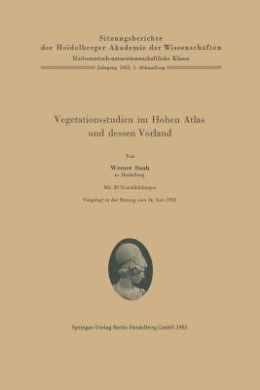 Sitzungsberichte
der Heidelberger Akademie der Wissenschaften
Mathematisch-naturwissenschaftliche Klasse
Jahrgang 1952, 1. Abhandlung
Vegetationsstudien im Hohen Atlas
und dessen Vorland
Von
Werner Rauh
in Heidelberg
Mit 23 Textabbildungen
Vorgelegt in der Sitzung vom 14. Juni 1952
Springer-Verlag Berlin Heidelberg GmbH 1952